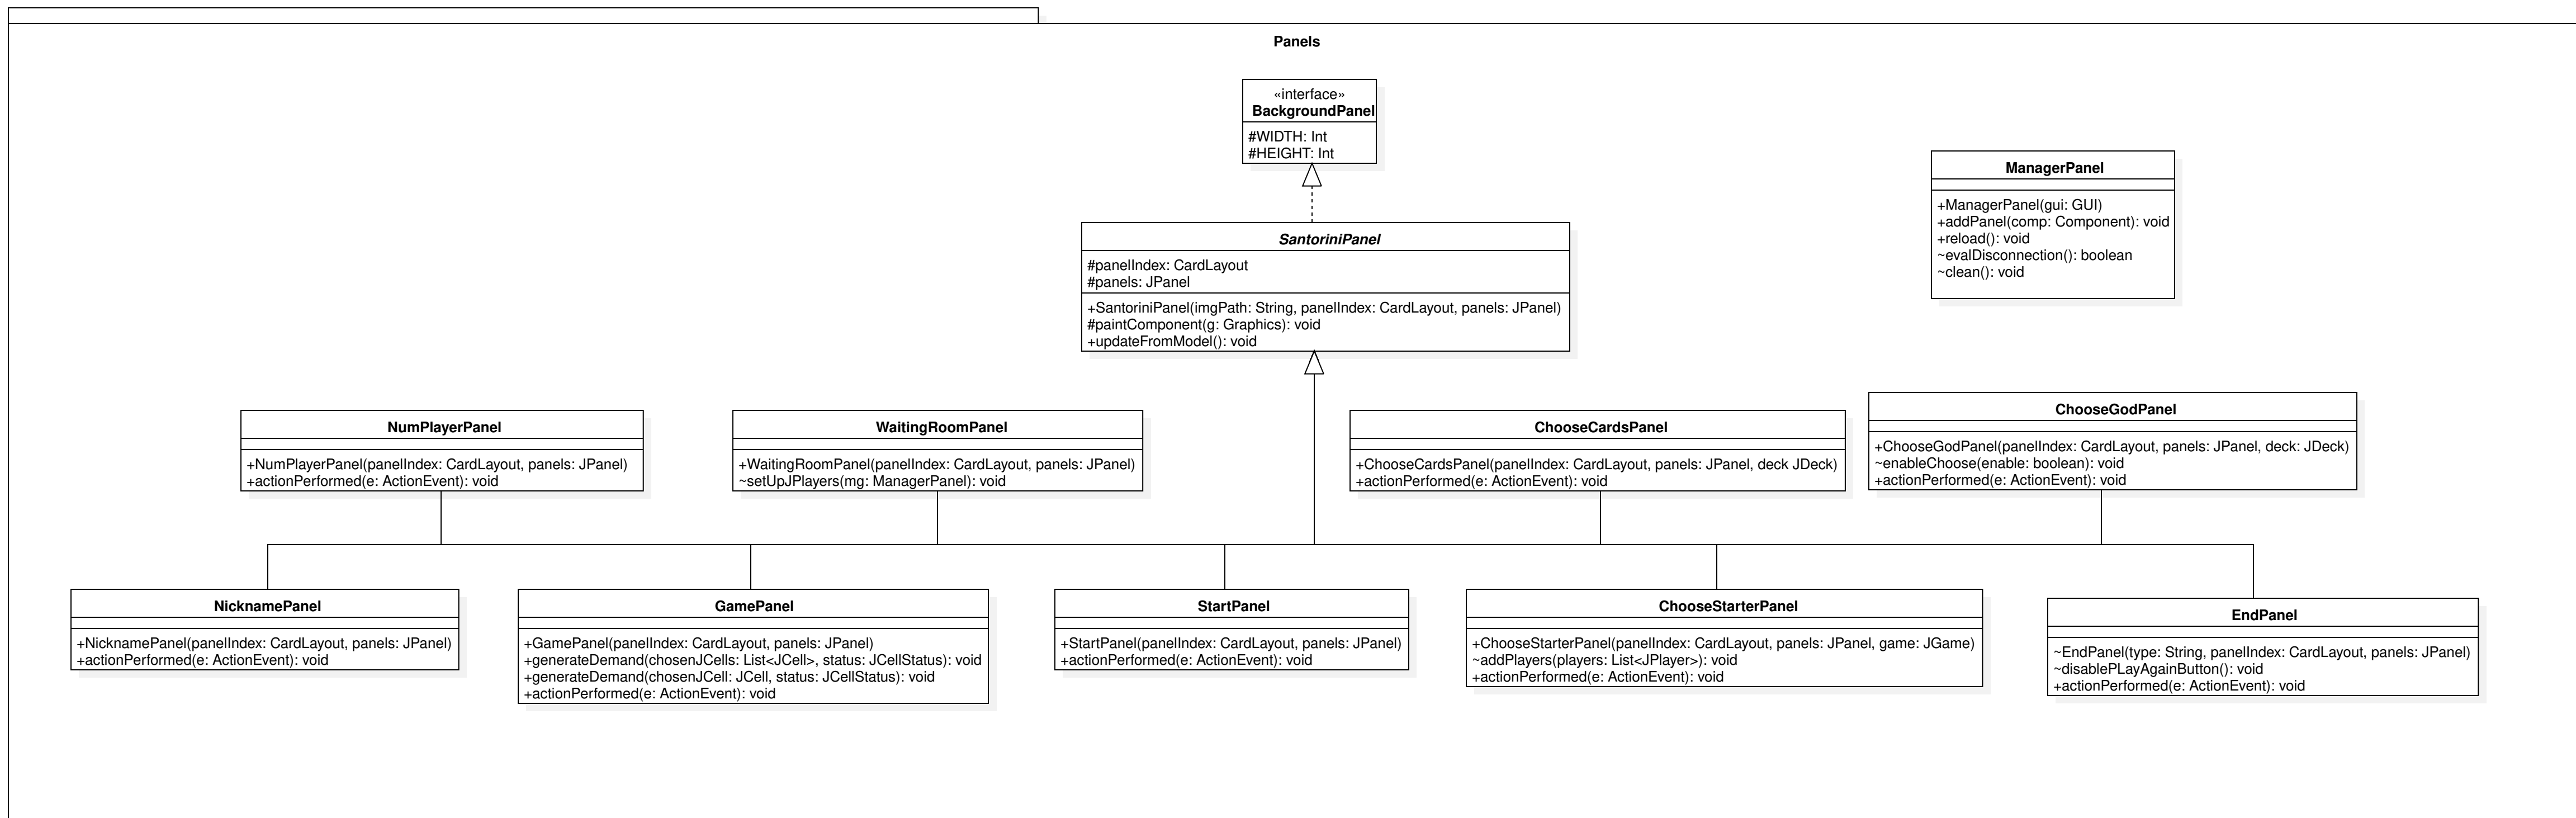 Panels
«interface»
BackgroundPanel
#WIDTH: Int
#HEIGHT: Int
ManagerPanel
+ManagerPanel(gui: GUI)
+addPanel(comp: Component): void
+reload(): void
~evalDisconnection(): boolean
~clean(): void
SantoriniPanel
#panelIndex: CardLayout
#panels: JPanel
+SantoriniPanel(imgPath: String, panelIndex: CardLayout, panels: JPanel)
#paintComponent(g: Graphics): void
+updateFromModel(): void
NumPlayerPanel
+NumPlayerPanel(panelIndex: CardLayout, panels: JPanel)
+actionPerformed(e: ActionEvent): void
WaitingRoomPanel
+WaitingRoomPanel(panelIndex: CardLayout, panels: JPanel)
~setUpJPlayers(mg: ManagerPanel): void
ChooseCardsPanel
+ChooseCardsPanel(panelIndex: CardLayout, panels: JPanel, deck JDeck)
+actionPerformed(e: ActionEvent): void
ChooseGodPanel
+ChooseGodPanel(panelIndex: CardLayout, panels: JPanel, deck: JDeck)
~enableChoose(enable: boolean): void
+actionPerformed(e: ActionEvent): void
NicknamePanel
+NicknamePanel(panelIndex: CardLayout, panels: JPanel)
+actionPerformed(e: ActionEvent): void
GamePanel
+GamePanel(panelIndex: CardLayout, panels: JPanel)
+generateDemand(chosenJCells: List<JCell>, status: JCellStatus): void
+generateDemand(chosenJCell: JCell, status: JCellStatus): void
+actionPerformed(e: ActionEvent): void
StartPanel
+StartPanel(panelIndex: CardLayout, panels: JPanel)
+actionPerformed(e: ActionEvent): void
ChooseStarterPanel
+ChooseStarterPanel(panelIndex: CardLayout, panels: JPanel, game: JGame)
~addPlayers(players: List<JPlayer>): void
+actionPerformed(e: ActionEvent): void
EndPanel
~EndPanel(type: String, panelIndex: CardLayout, panels: JPanel)
~disablePLayAgainButton(): void
+actionPerformed(e: ActionEvent): void